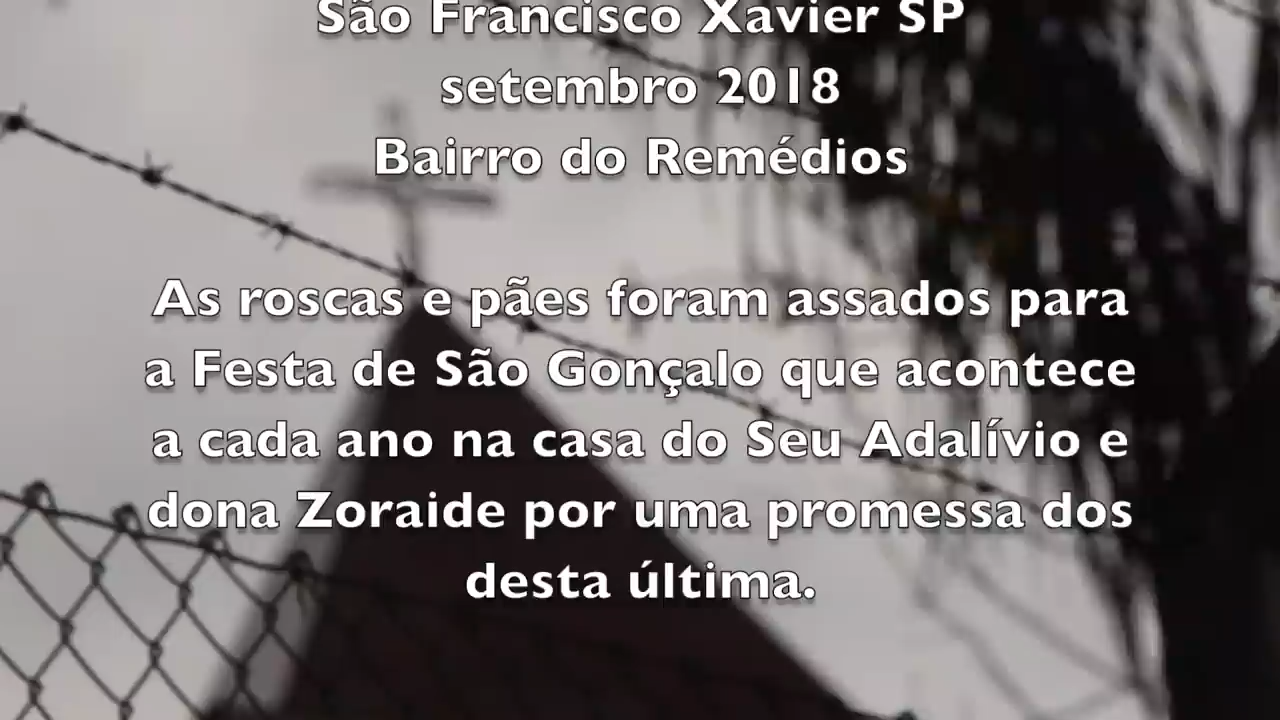 São Francisco Xavier SP
setembro 2018
Bairro do Remédios
As roscas e pães foram assados para
a Festa de São Gonçalo que acontece
a cada ano na casa do Seu Adalívio e
dona Zoraide por uma promessa dos
desta última.